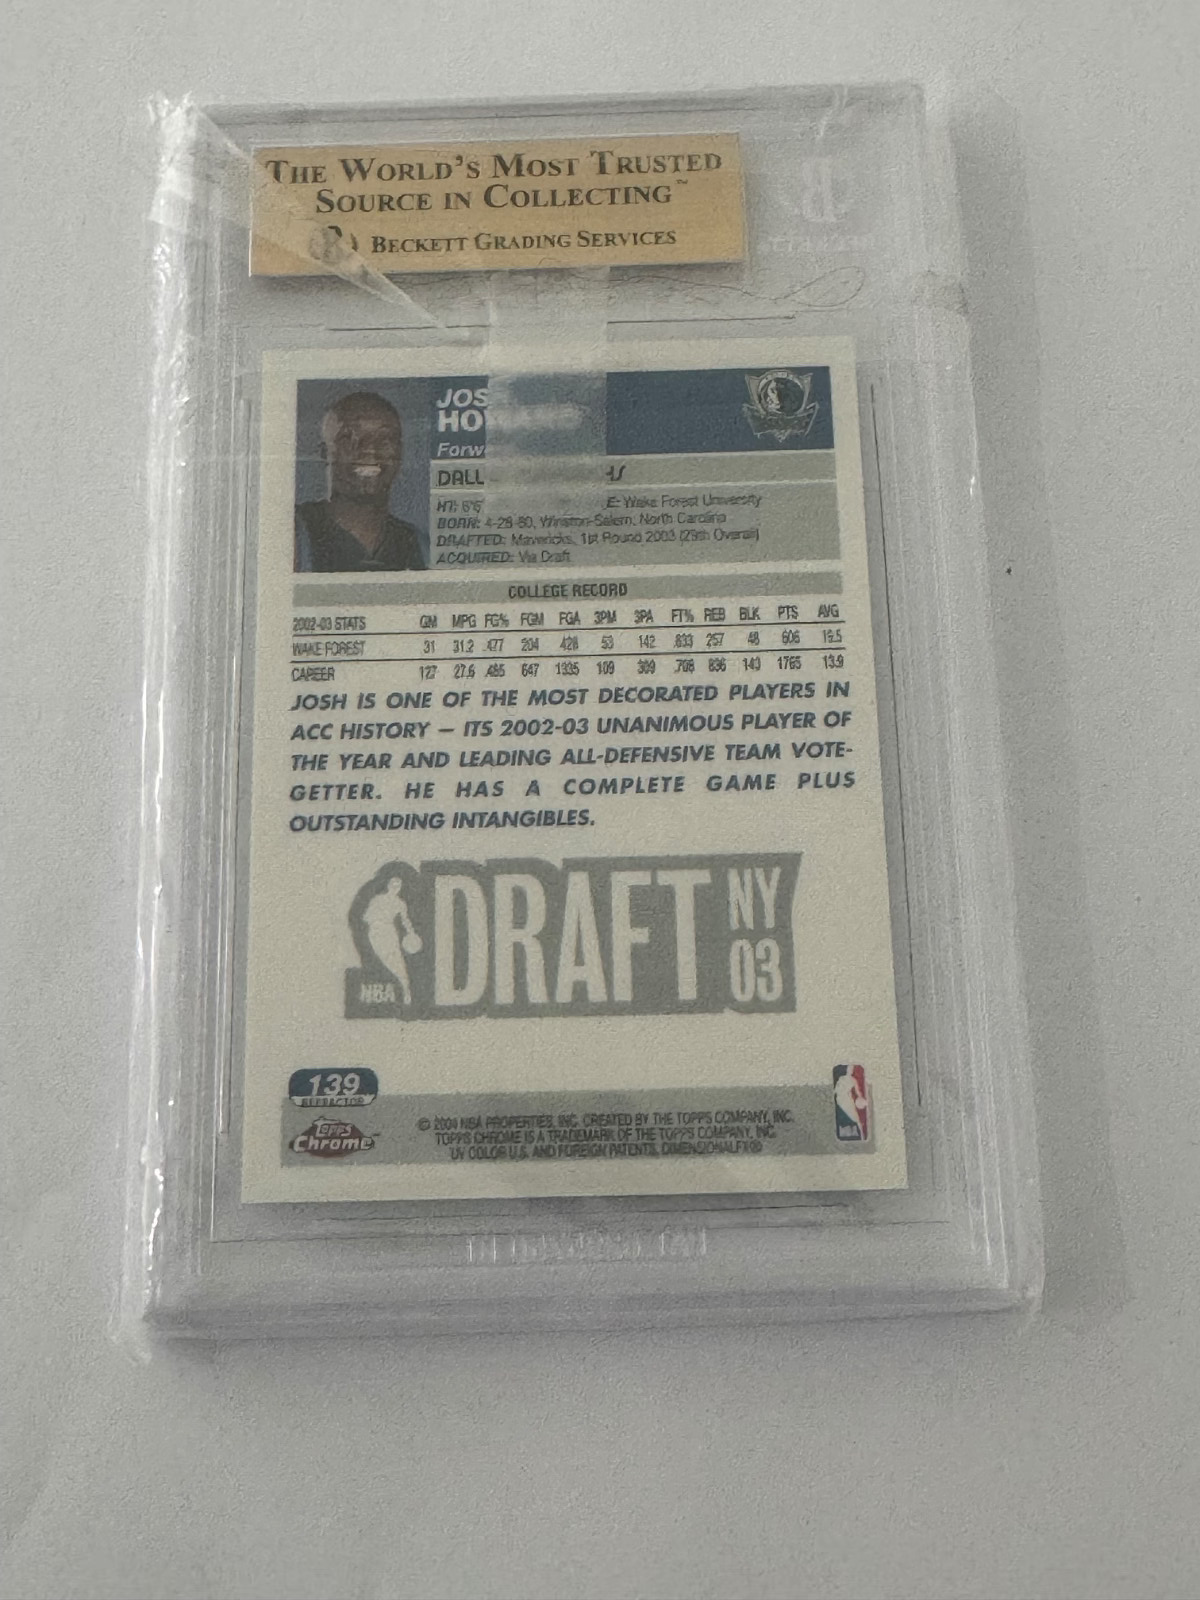 THE WORLD'S MOST TRUSTED
SOURCE IN COLLECTING™
BECKETT GRADING SERVICES
B
JOS
HO
Forw
DALL
HT: 6'6" E: Wake Forest University
BORN: 4-28-80, Winston-Salem, North Carolina
DRAFTED: Mavericks, 1st Round 2003 (29th Overall)
ACQUIRED: Via Draft
COLLEGE RECORD
2002-03 STATS GM MPG FG% FGM FGA 3PM 3PA FT% REB BLK PTS AVG
WAKE FOREST 31 31.2 .477 204 428 53 142 .833 257 48 606 19.5
CAREER 127 27.6 .485 647 1335 109 309 .708 836 143 1765 13.9
JOSH IS ONE OF THE MOST DECORATED PLAYERS IN
ACC HISTORY – ITS 2002-03 UNANIMOUS PLAYER OF
THE YEAR AND LEADING ALL-DEFENSIVE TEAM VOTE-
GETTER. HE HAS A COMPLETE GAME PLUS
OUTSTANDING INTANGIBLES.
NBA DRAFT NY 03
139
REFRACTOR
Topps Chrome™
© 2004 NBA PROPERTIES, INC. CREATED BY THE TOPPS COMPANY, INC.
TOPPS CHROME IS A TRADEMARK OF THE TOPPS COMPANY, INC.
UV COLOR U.S. AND FOREIGN PATENTS, DIMENSIONALFX®
NBA